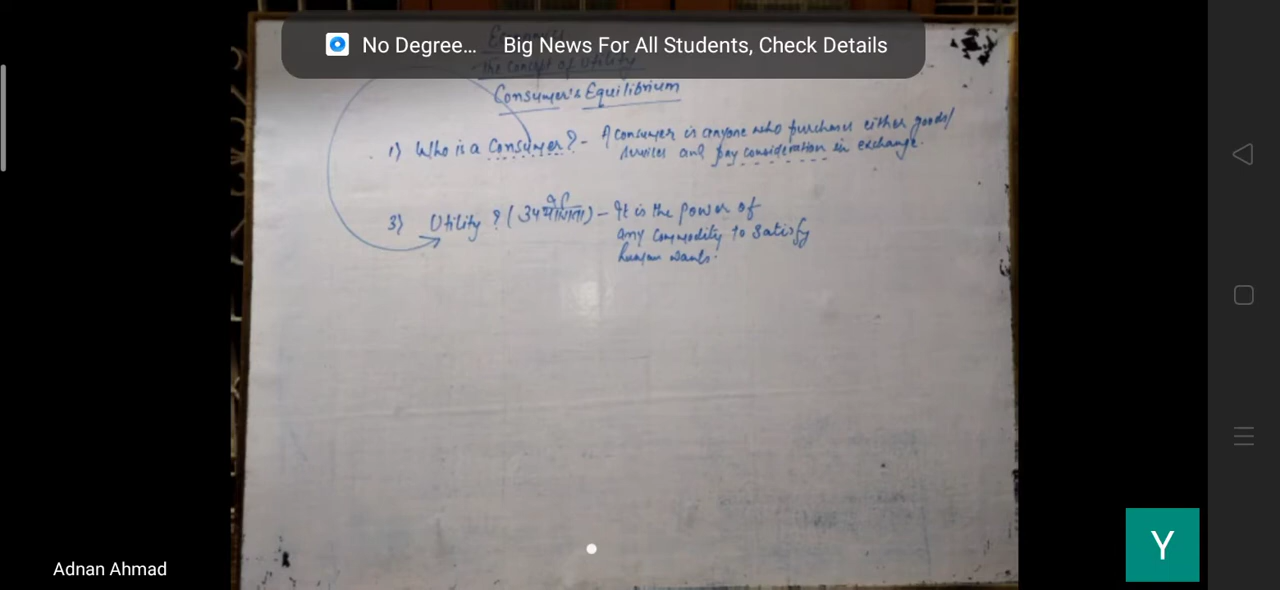 No Degree... Big News For All Students, Check Details
Economics
The Concept of Utility
Consumer's Equilibrium
1) Who is a Consumer? - A consumer is anyone who purchases either goods/
services and pay consideration in exchange.
3) Utility ? ( उपयोगिता ) - It is the power of
any commodity to satisfy
human wants.
Adnan Ahmad
Y